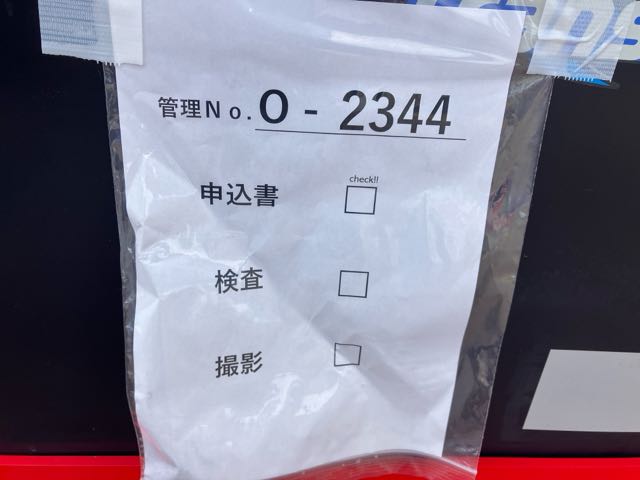 管理No. O - 2344
check!!
申込書 □
検査 □
撮影 □